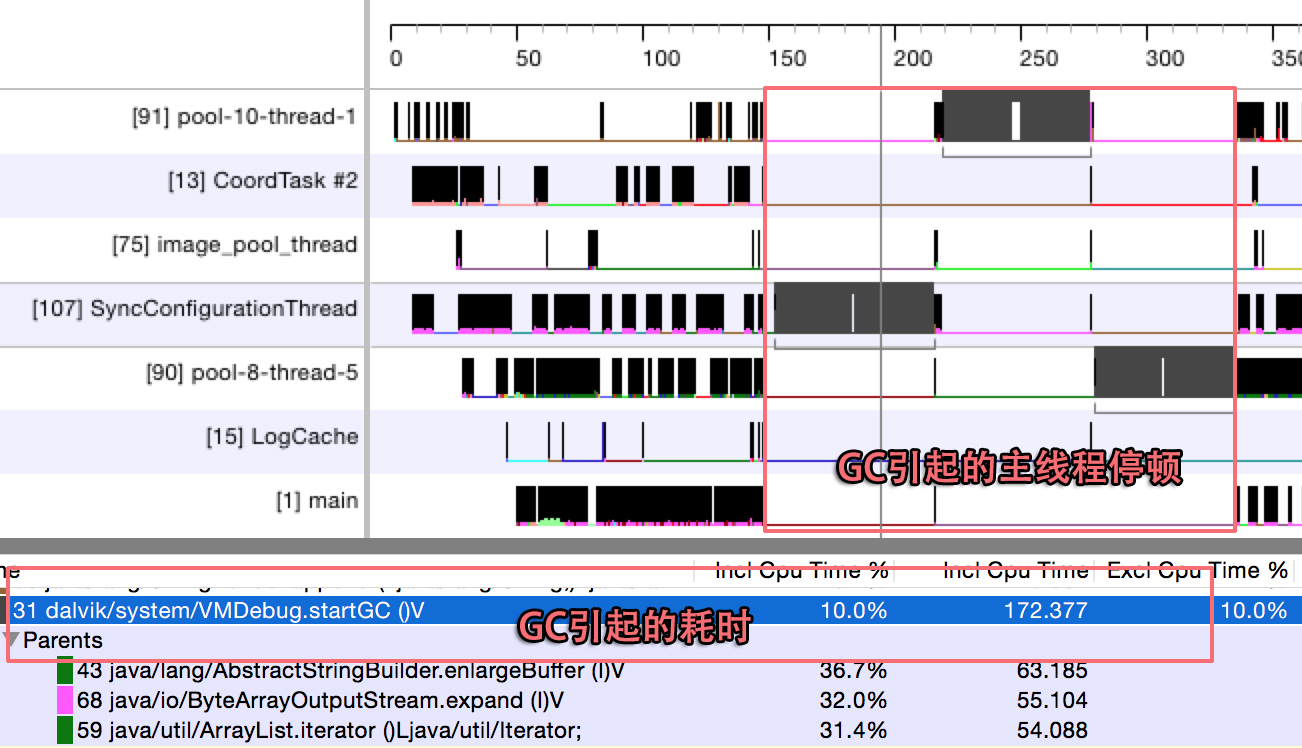 0 50 100 150 200 250 300 350
[91] pool-10-thread-1
[13] CoordTask #2
[75] image_pool_thread
[107] SyncConfigurationThread
[90] pool-8-thread-5
[15] LogCache
GC引起的主线程停顿
[1] main
Incl Cpu Time % Incl Cpu Time Excl Cpu Time %
31 dalvik/system/VMDebug.startGC ()V 10.0% 172.377 10.0%
GC引起的耗时
Parents
43 java/lang/AbstractStringBuilder.enlargeBuffer (I)V 36.7% 63.185
68 java/io/ByteArrayOutputStream.expand (I)V 32.0% 55.104
59 java/util/ArrayList.iterator ()Ljava/util/Iterator; 31.4% 54.088